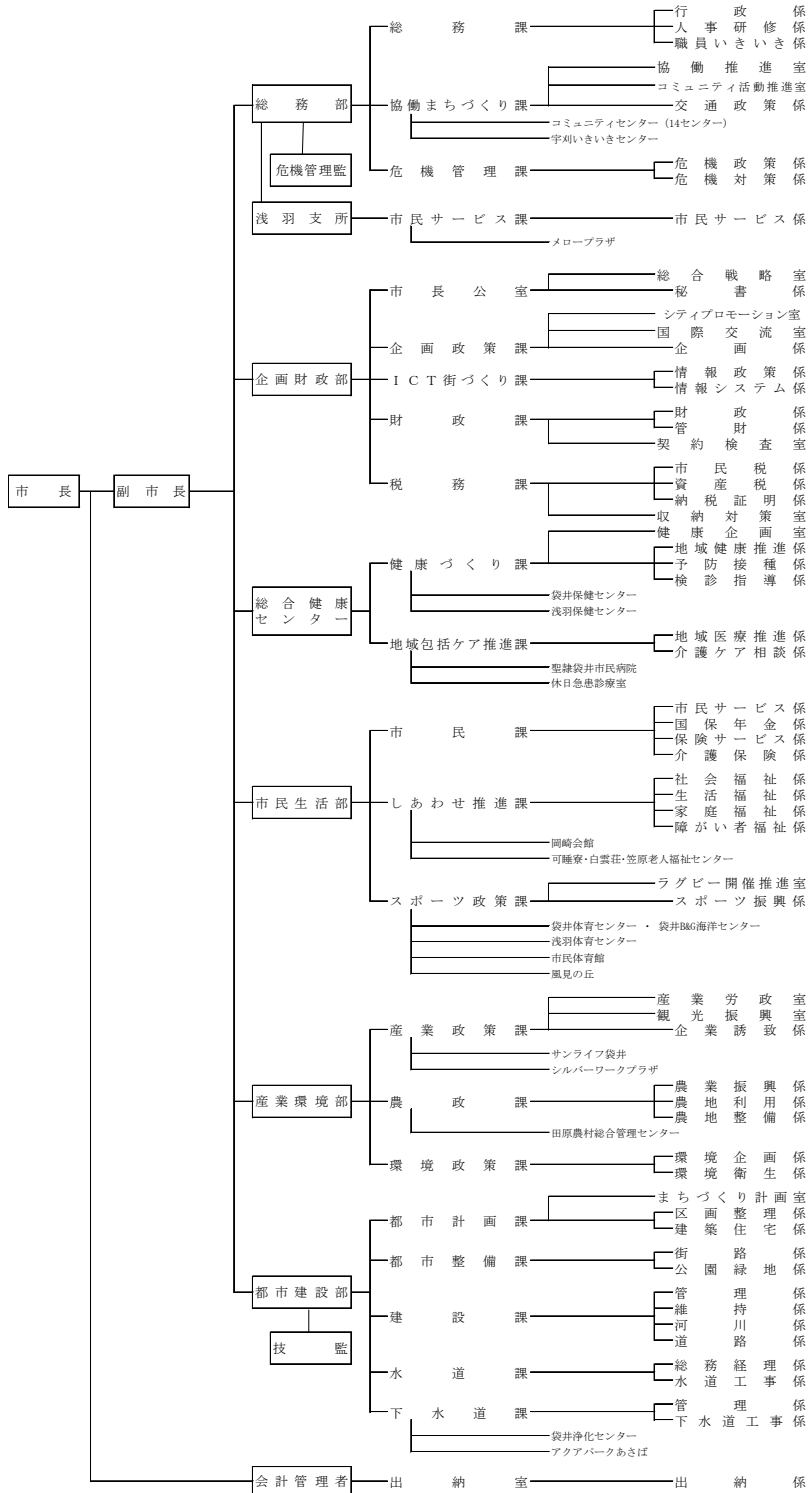 市長
副市長
総務部
危機管理監
総務課
行政係
人事研修係
職員いきいき係
協働まちづくり課
協働推進室
コミュニティ活動推進室
交通政策係
コミュニティセンター (14センター)
宇刈いきいきセンター
危機管理課
危機政策係
危機対策係
浅羽支所
市民サービス課
市民サービス係
メロープラザ
企画財政部
市長公室
総合戦略室
秘書係
企画政策課
シティプロモーション室
国際交流室
企画係
ICT街づくり課
情報政策係
情報システム係
財政課
財政係
管財係
契約検査室
税務課
市民税係
資産税係
納税証明係
収納対策室
総合健康
センター
健康づくり課
健康企画室
地域健康推進係
予防接種係
検診指導係
袋井保健センター
浅羽保健センター
地域包括ケア推進課
地域医療推進係
介護ケア相談係
聖隷袋井市民病院
休日急患診療室
市民生活部
市民課
市民サービス係
国保年金係
保険サービス係
介護保険係
しあわせ推進課
社会福祉係
生活福祉係
家庭福祉係
障がい者福祉係
岡崎会館
可睡寮・白雲荘・笠原老人福祉センター
スポーツ政策課
ラグビー開催推進室
スポーツ振興係
袋井体育センター ・ 袋井B&G海洋センター
浅羽体育センター
市民体育館
風見の丘
産業環境部
産業政策課
産業労政室
観光振興室
企業誘致係
サンライフ袋井
シルバーワークプラザ
農政課
農業振興係
農地利用係
農地整備係
田原農村総合管理センター
環境政策課
環境企画係
環境衛生係
都市建設部
技監
都市計画課
まちづくり計画室
区画整理係
建築住宅係
都市整備課
街路係
公園緑地係
建設課
管理係
維持係
河川係
道路係
水道課
総務経理係
水道工事係
下水道課
管理係
下水道工事係
袋井浄化センター
アクアパークあさば
会計管理者
出納室
出納係